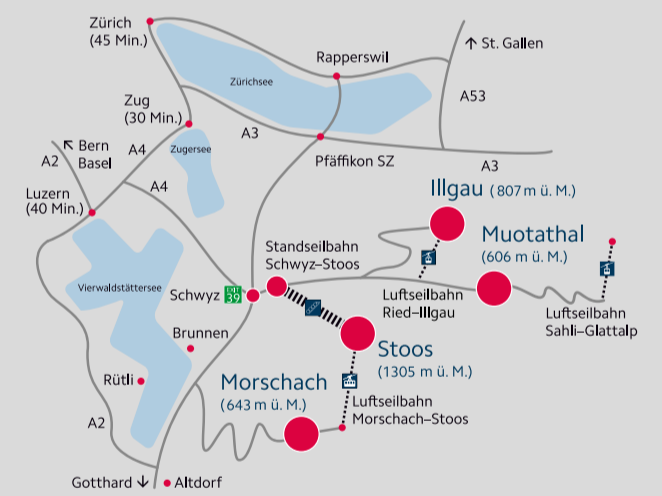 Zürich
(45 Min.)
Rapperswil
↑ St. Gallen
Zürichsee
A53
Zug
(30 Min.)
A3
Zugersee
Pfäffikon SZ
A3
↖ Bern
Basel
A2
A4
A4
Luzern
(40 Min.)
Illgau (807 m ü. M.)
Muotathal
(606 m ü. M.)
Standseilbahn
Schwyz–Stoos
Vierwaldstättersee
Schwyz
EXIT
39
Luftseilbahn
Ried–Illgau
Luftseilbahn
Sahli–Glattalp
Brunnen
Stoos
(1305 m ü. M.)
Rütli
Morschach
(643 m ü. M.)
Luftseilbahn
Morschach–Stoos
A2
Gotthard ↓
Altdorf